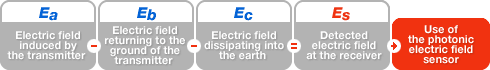 Ea
Electric field
induced by
the transmitter
-
Eb
Electric field
returning to the
ground of the
transmitter
-
Ec
Electric field
dissipating into
the earth
=
Es
Detected
electric field
at the receiver
Use of
the photonic
electric field
sensor